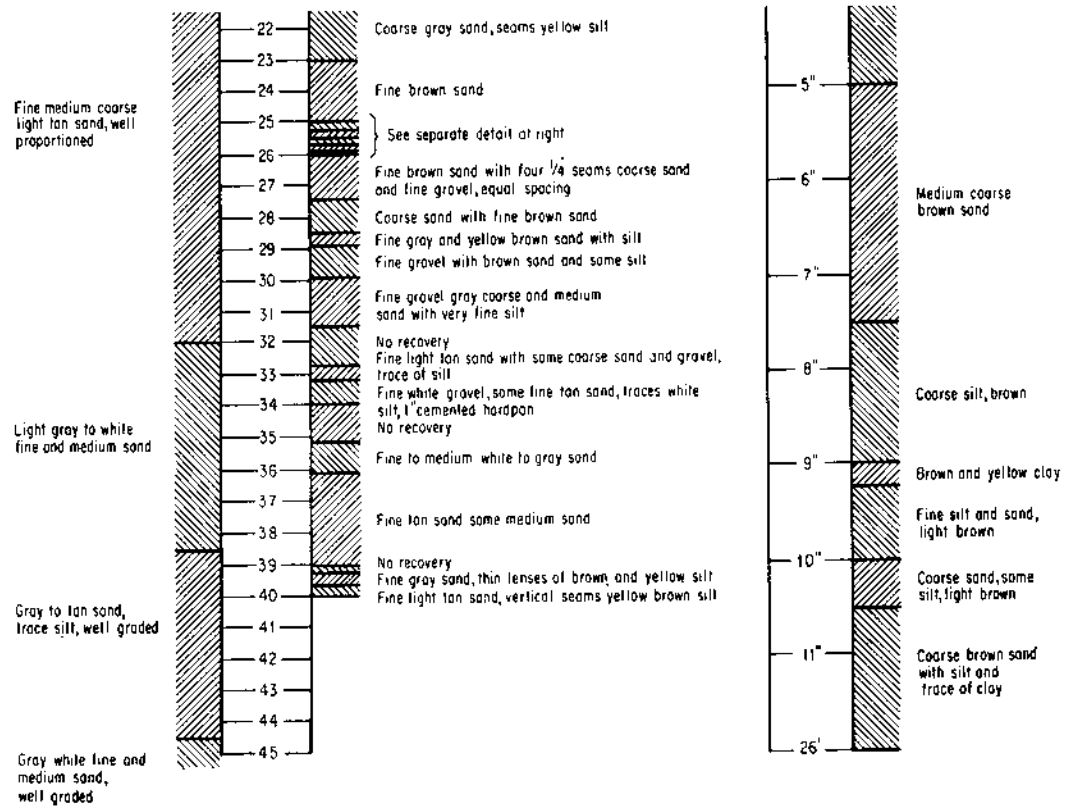 Fine medium coarse
light tan sand, well
proportioned
Light gray to white
fine and medium sand
Gray to tan sand,
trace silt, well graded
Gray white fine and
medium sand,
well graded
22
23
24
25
26
27
28
29
30
31
32
33
34
35
36
37
38
39
40
41
42
43
44
45
Coarse gray sand, seams yellow silt
Fine brown sand
See separate detail at right
Fine brown sand with four 1/4" seams coarse sand
and fine gravel, equal spacing
Coarse sand with fine brown sand
Fine gray and yellow brown sand with silt
Fine gravel with brown sand and some silt
Fine gravel gray coarse and medium
sand with very fine silt
No recovery
Fine light tan sand with some coarse sand and gravel,
trace of silt
Fine white gravel, some fine tan sand, traces white
silt, 1" cemented hardpan
No recovery
Fine to medium white to gray sand
Fine tan sand some medium sand
No recovery
Fine gray sand, thin lenses of brown and yellow silt
Fine light tan sand, vertical seams yellow brown silt
5"
6"
7"
8"
9"
10"
11"
26'
Medium coarse
brown sand
Coarse silt, brown
Brown and yellow clay
Fine silt and sand,
light brown
Coarse sand, some
silt, light brown
Coarse brown sand
with silt and
trace of clay